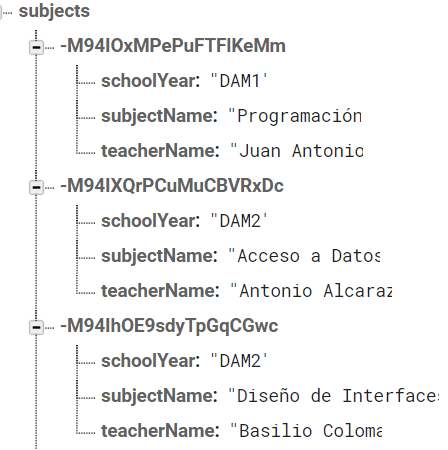 subjects
-M94IOxMPePuFTFIKeMm
schoolYear: "DAM1"
subjectName: "Programación
teacherName: "Juan Antonio
-M94IXQrPCuMuCBVRxDc
schoolYear: "DAM2"
subjectName: "Acceso a Datos
teacherName: "Antonio Alcaraz
-M94IhOE9sdyTpGqCGwc
schoolYear: "DAM2"
subjectName: "Diseño de Interfaces
teacherName: "Basilio Coloma